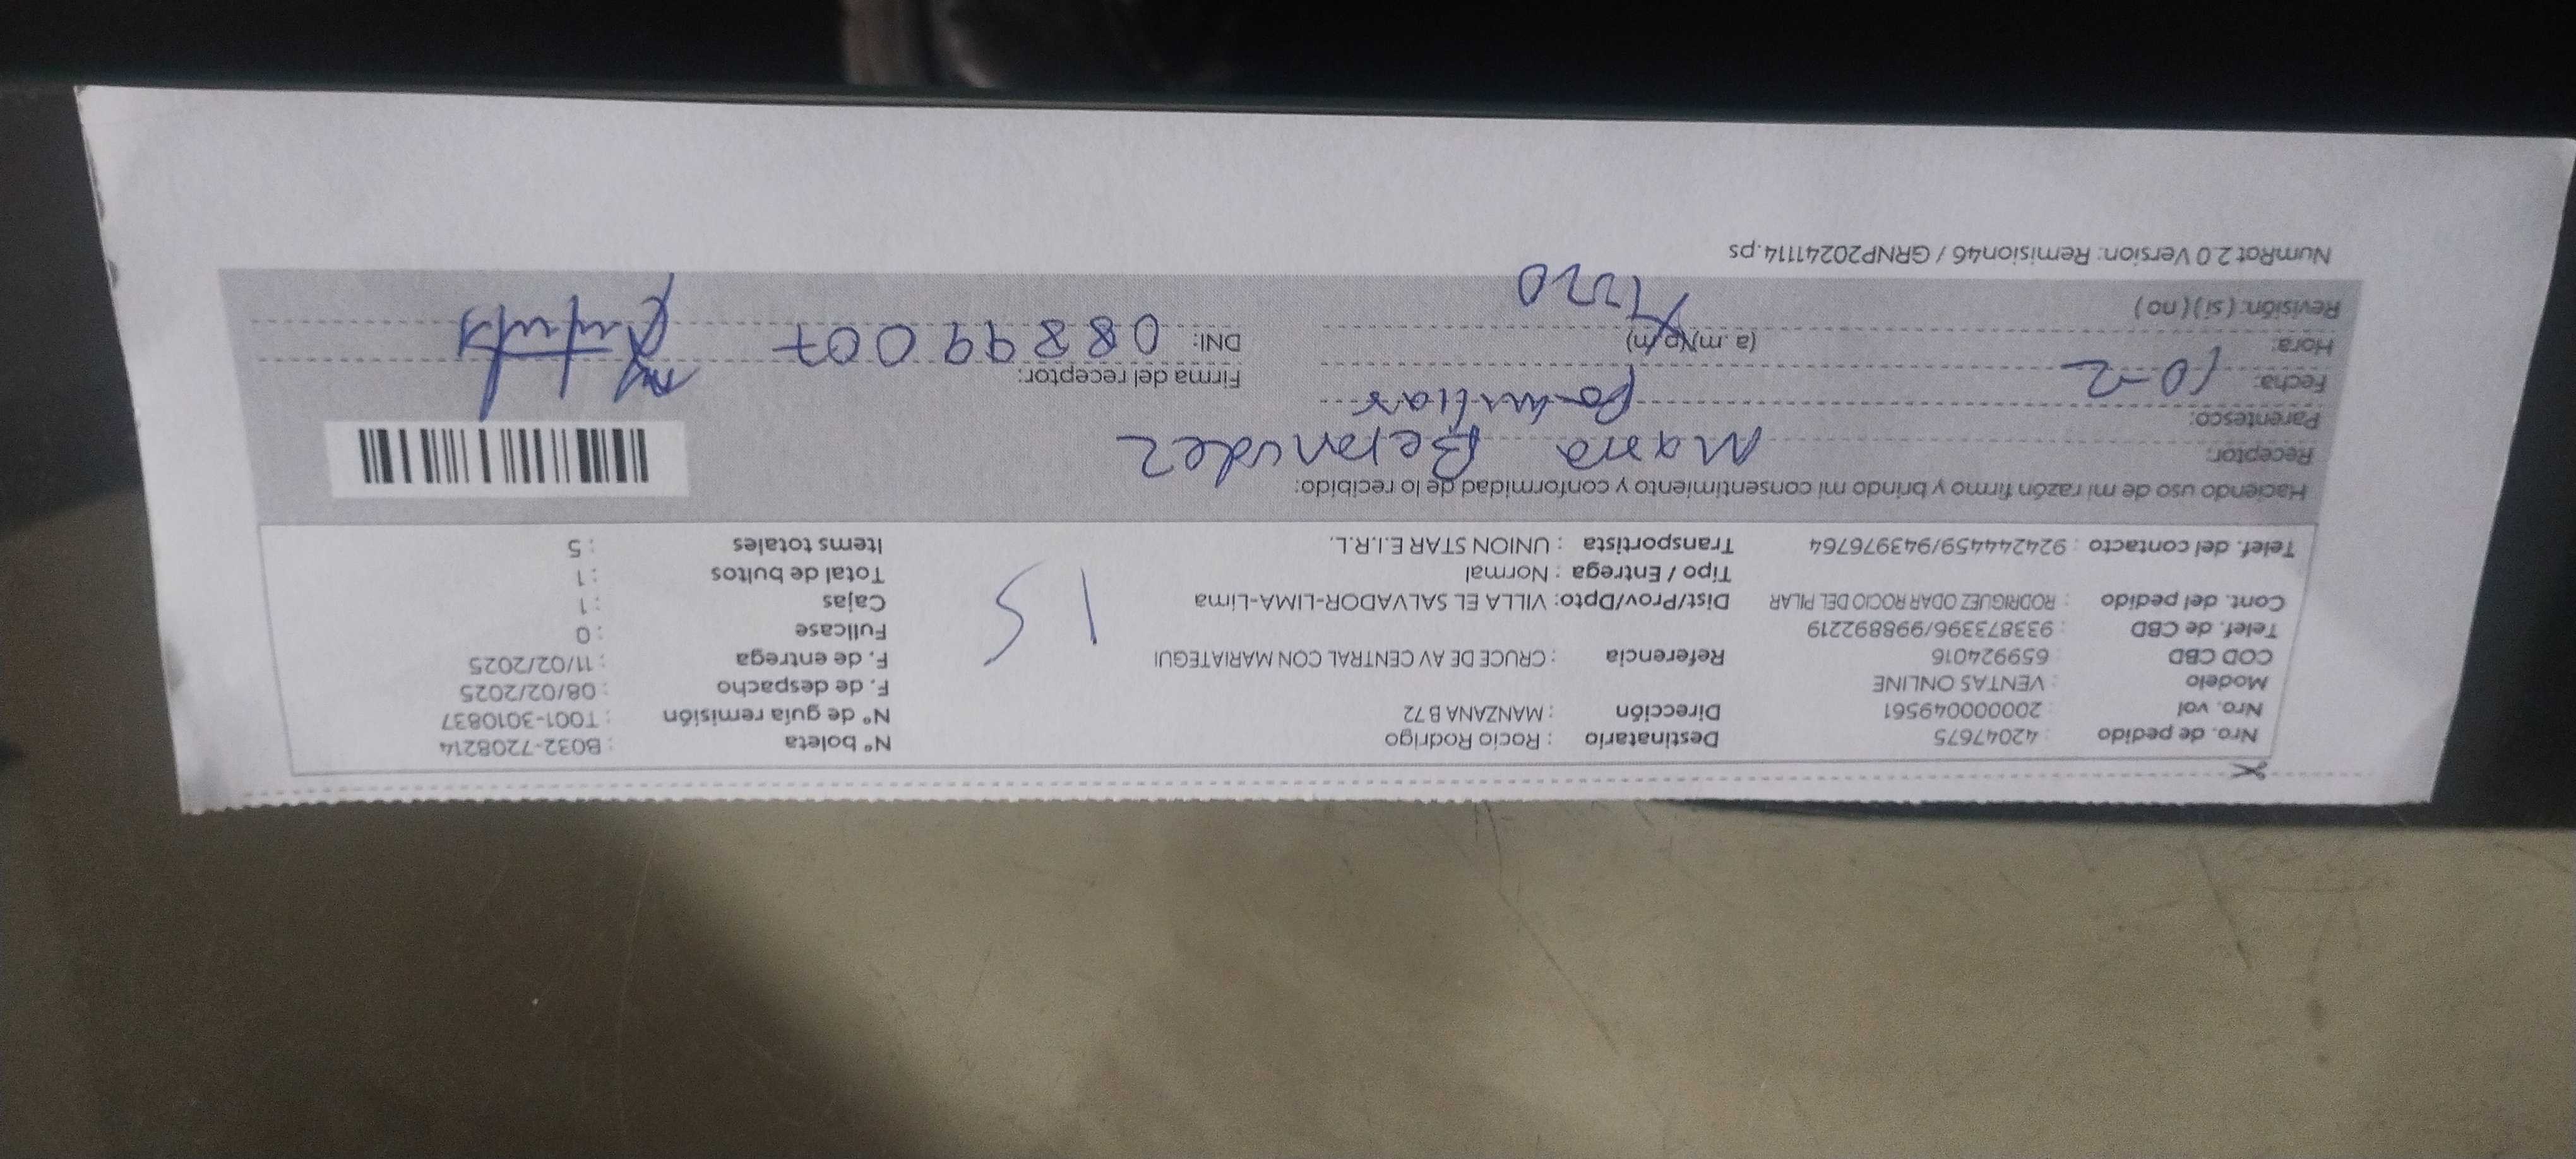 Nro. de pedido : 42047675 Destinatario : Rocio Rodrigo N° boleta : B032-7208214
Nro. vol : 200000049561 Dirección : MANZANA B 72 N° de guía remisión : T001-3010837
Modelo : VENTAS ONLINE F. de despacho : 08/02/2025
COD CBD : 659924016 Referencia : CRUCE DE AV CENTRAL CON MARIATEGUI F. de entrega : 11/02/2025
Telef. de CBD : 933873396/998892219 Fullcase : 0
Cont. del pedido : RODRIGUEZ ODAR ROCIO DEL PILAR Dist/Prov/Dpto: VILLA EL SALVADOR-LIMA-Lima 15 Cajas : 1
Tipo / Entrega : Normal Total de bultos : 1
Telef. del contacto : 924244459/943976764 Transportista : UNION STAR E.I.R.L. Items totales : 5
Haciendo uso de mi razón firmo y brindo mi consentimiento y conformidad de lo recibido:
Receptor: Maria Bermudez
Parentesco: familiar
Fecha: 10-2 Firma del receptor:
Hora: (a.m)(p.m) DNI: 08899007
Revisión: (si) (no) 1220
NumRot 2.0 Version: Remision46 / GRNP20241114.ps